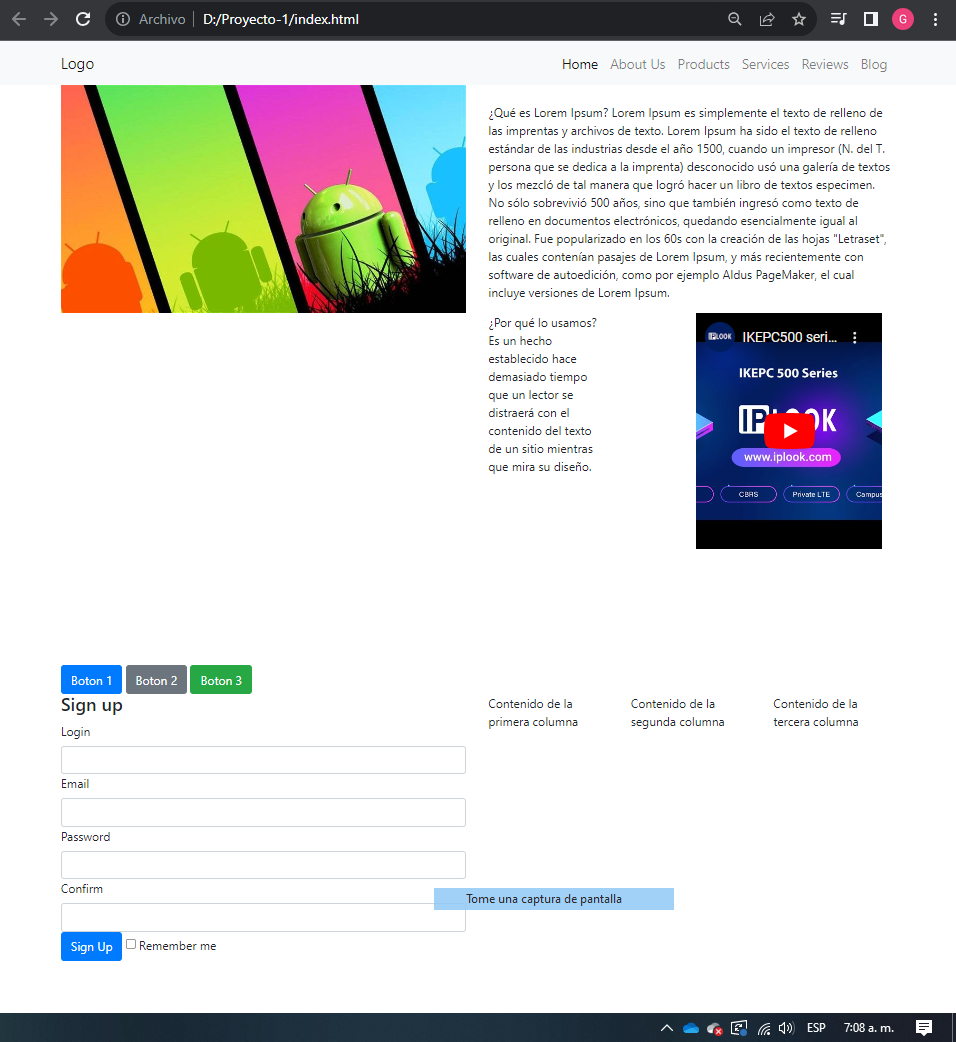 Archivo
D:/Proyecto-1/index.html
G
Logo
Home About Us Products Services Reviews Blog
¿Qué es Lorem Ipsum? Lorem Ipsum es simplemente el texto de relleno de
las imprentas y archivos de texto. Lorem Ipsum ha sido el texto de relleno
estándar de las industrias desde el año 1500, cuando un impresor (N. del T.
persona que se dedica a la imprenta) desconocido usó una galería de textos
y los mezcló de tal manera que logró hacer un libro de textos especimen.
No sólo sobrevivió 500 años, sino que también ingresó como texto de
relleno en documentos electrónicos, quedando esencialmente igual al
original. Fue popularizado en los 60s con la creación de las hojas "Letraset",
las cuales contenían pasajes de Lorem Ipsum, y más recientemente con
software de autoedición, como por ejemplo Aldus PageMaker, el cual
incluye versiones de Lorem Ipsum.
¿Por qué lo usamos?
Es un hecho
establecido hace
demasiado tiempo
que un lector se
distraerá con el
contenido del texto
de un sitio mientras
que mira su diseño.
IPLOOK
IKEPC500 seri...
IKEPC 500 Series
IPLOOK
www.iplook.com
CBRS
Private LTE
Campus
Boton 1
Boton 2
Boton 3
Sign up
Login
Email
Password
Confirm
Sign Up
Remember me
Contenido de la
primera columna
Contenido de la
segunda columna
Contenido de la
tercera columna
Tome una captura de pantalla
ESP
7:08 a. m.